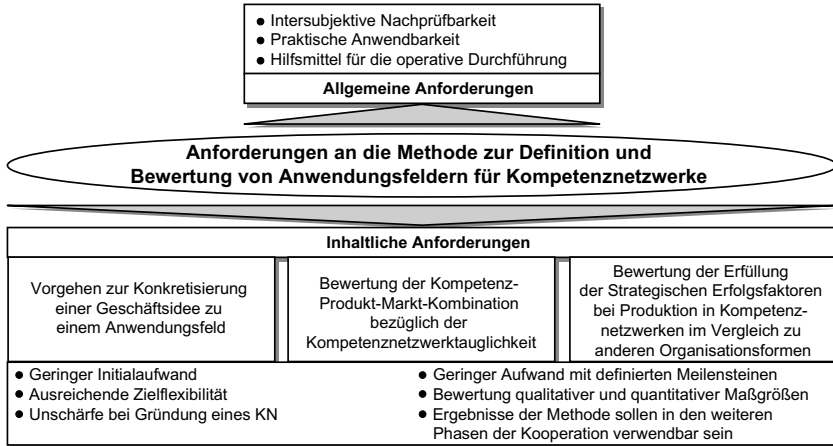 ● Intersubjektive Nachprüfbarkeit
● Praktische Anwendbarkeit
● Hilfsmittel für die operative Durchführung
Allgemeine Anforderungen
Anforderungen an die Methode zur Definition und
Bewertung von Anwendungsfeldern für Kompetenznetzwerke
Inhaltliche Anforderungen
Vorgehen zur Konkretisierung
einer Geschäftsidee zu
einem Anwendungsfeld
Bewertung der Kompetenz-
Produkt-Markt-Kombination
bezüglich der
Kompetenznetzwerktauglichkeit
Bewertung der Erfüllung
der Strategischen Erfolgsfaktoren
bei Produktion in Kompetenz-
netzwerken im Vergleich zu
anderen Organisationsformen
● Geringer Initialaufwand
● Ausreichende Zielflexibilität
● Unschärfe bei Gründung eines KN
● Geringer Aufwand mit definierten Meilensteinen
● Bewertung qualitativer und quantitativer Maßgrößen
● Ergebnisse der Methode sollen in den weiteren
Phasen der Kooperation verwendbar sein